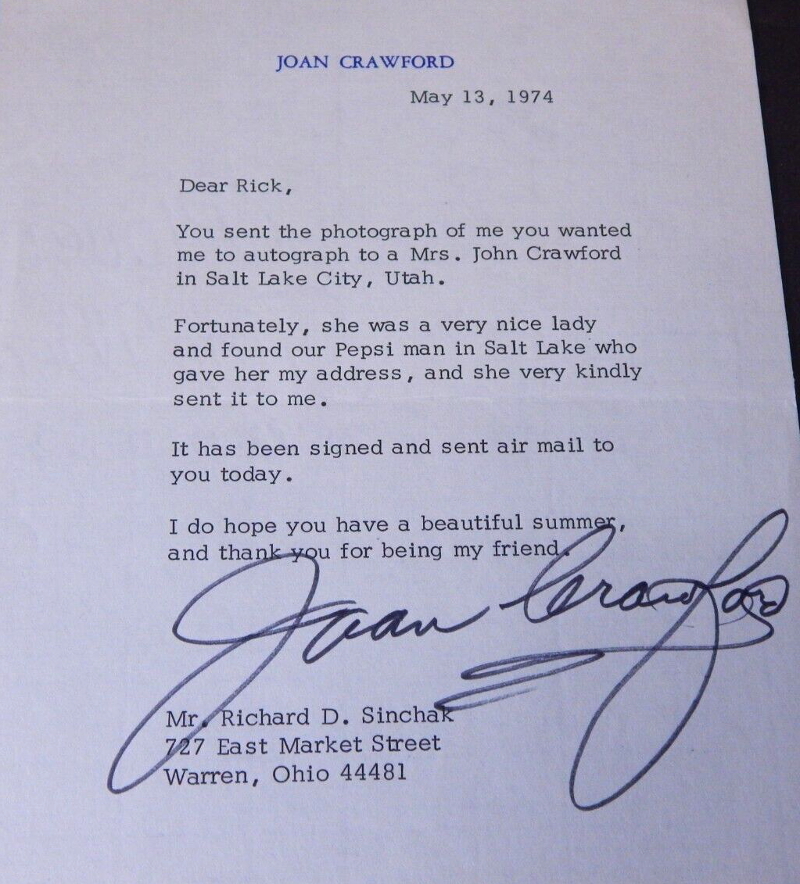 JOAN CRAWFORD
May 13, 1974
Dear Rick,
You sent the photograph of me you wanted
me to autograph to a Mrs. John Crawford
in Salt Lake City, Utah.
Fortunately, she was a very nice lady
and found our Pepsi man in Salt Lake who
gave her my address, and she very kindly
sent it to me.
It has been signed and sent air mail to
you today.
I do hope you have a beautiful summer,
and thank you for being my friend.
Joan Crawford
Mr. Richard D. Sinchak
727 East Market Street
Warren, Ohio 44481